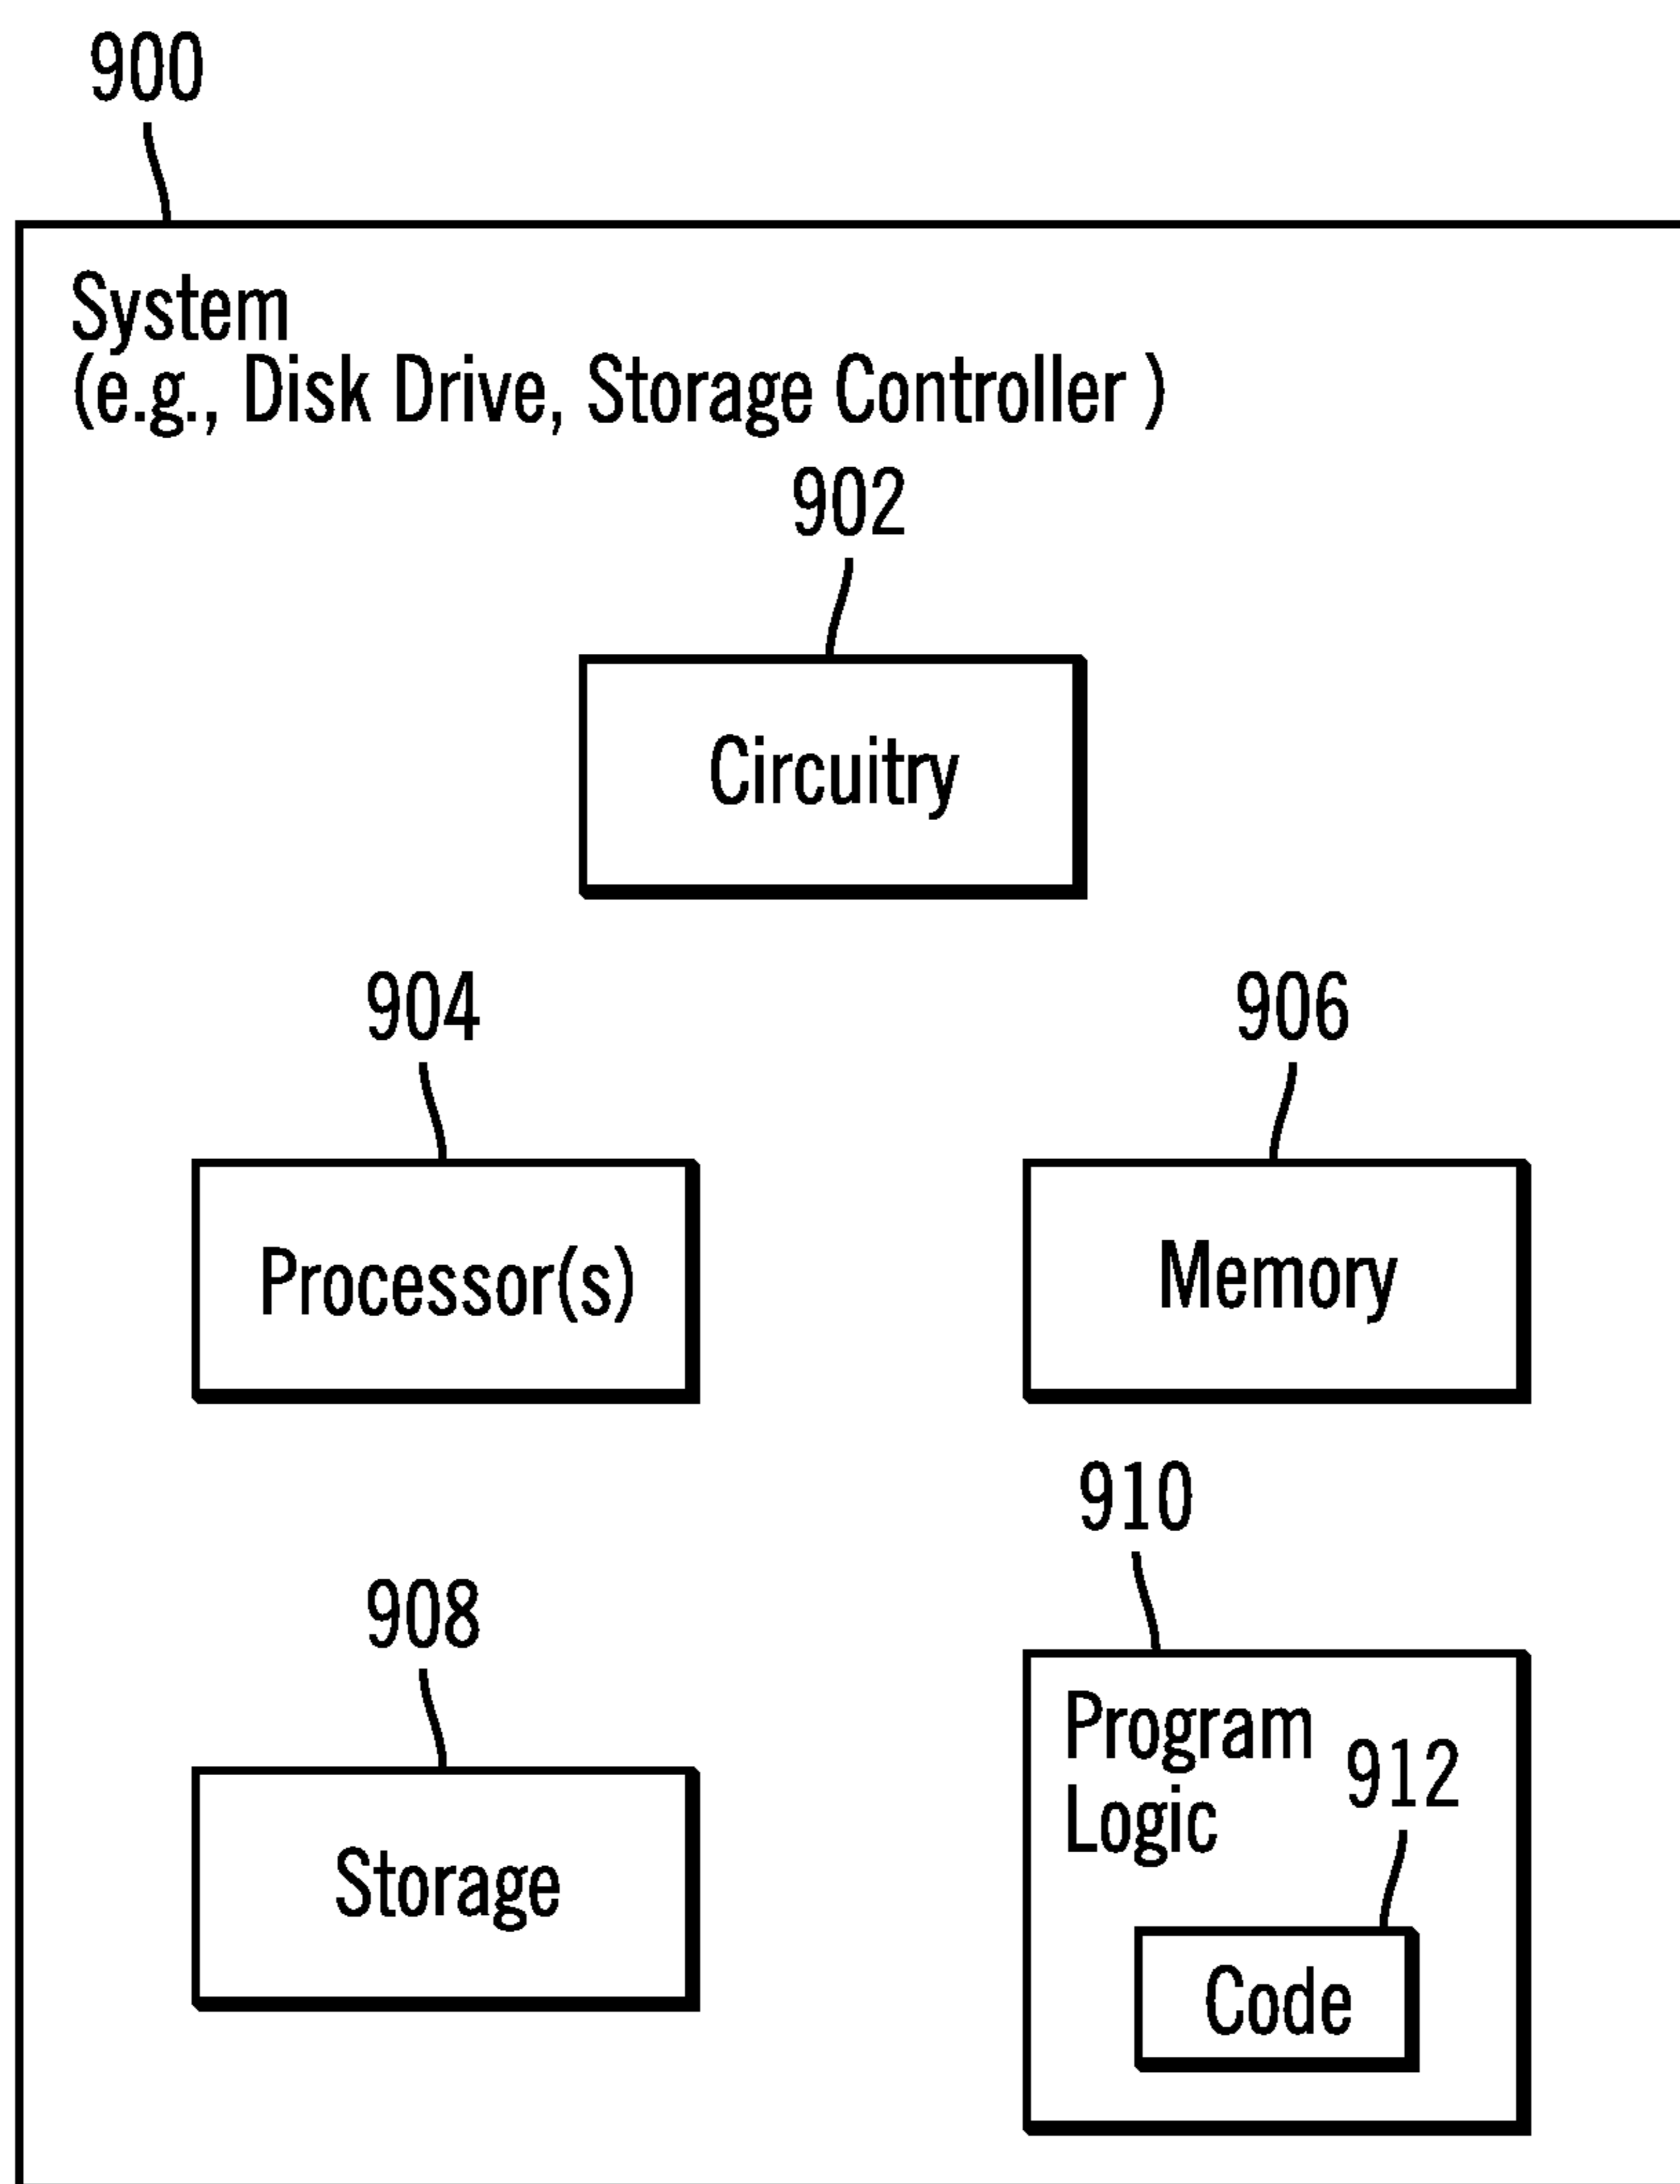 900
System
(e.g., Disk Drive, Storage Controller )
902
Circuitry
904
906
Processor(s)
Memory
910
908
Program
Logic
912
Storage
Code